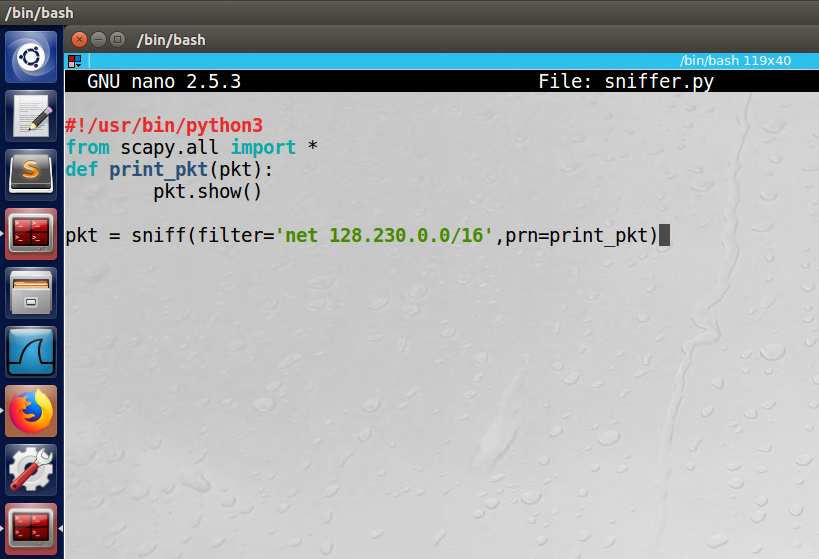 /bin/bash
/bin/bash
/bin/bash 119x40
GNU nano 2.5.3 File: sniffer.py
#!/usr/bin/python3
from scapy.all import *
def print_pkt(pkt):
pkt.show()
pkt = sniff(filter='net 128.230.0.0/16',prn=print_pkt)